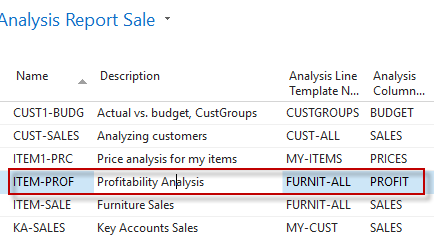 Analysis Report Sale
Name Description Analysis Line Template N... Analysis Column...
CUST1-BUDG Actual vs. budget, CustGroups CUSTGROUPS BUDGET
CUST-SALES Analyzing customers CUST-ALL SALES
ITEM1-PRC Price analysis for my items MY-ITEMS PRICES
ITEM-PROF Profitability Analysis FURNIT-ALL PROFIT
ITEM-SALE Furniture Sales FURNIT-ALL SALES
KA-SALES Key Accounts Sales MY-CUST SALES